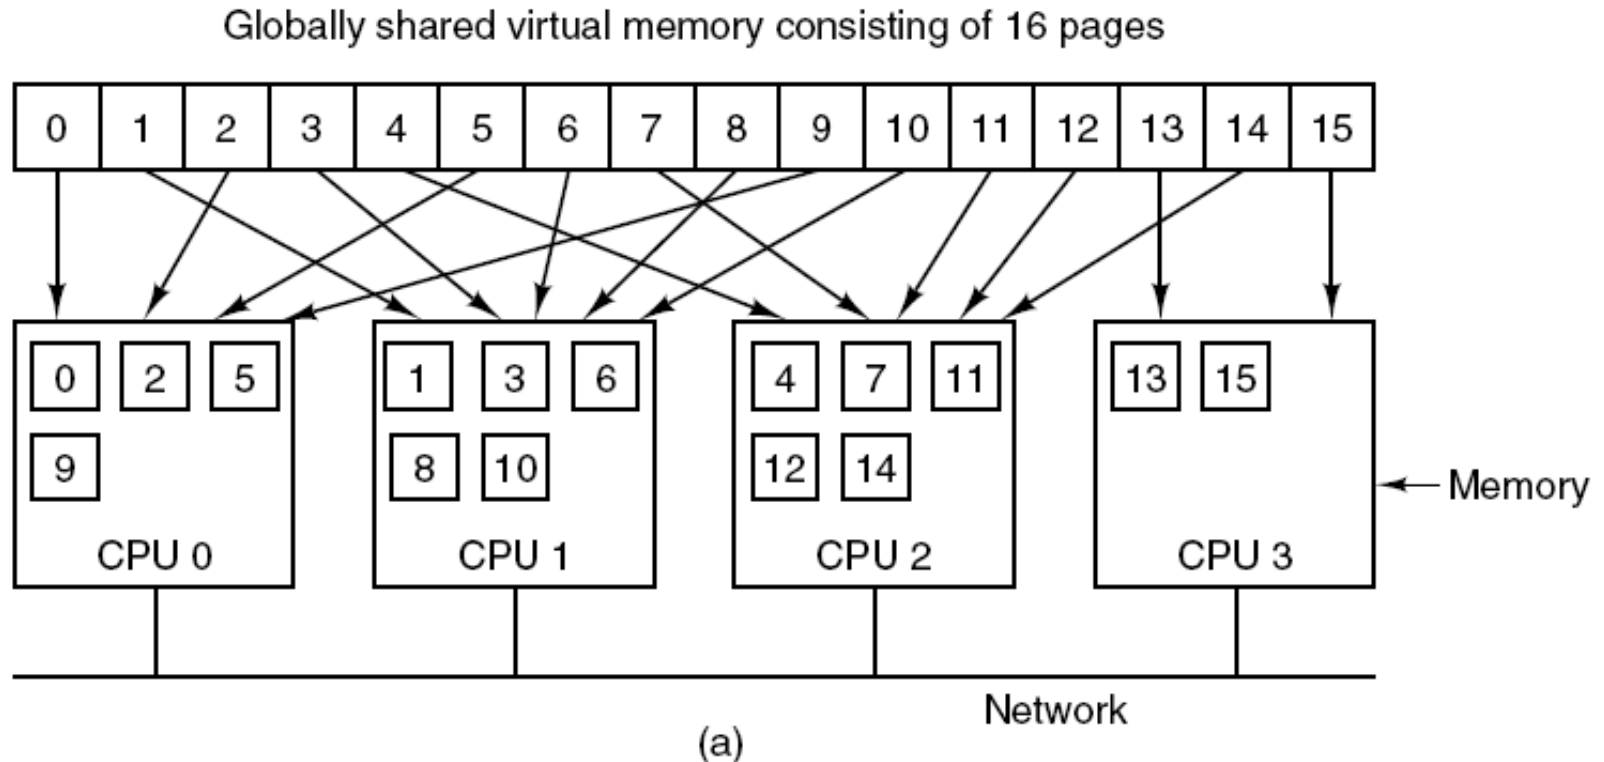 Globally shared virtual memory consisting of 16 pages
0 1 2 3 4 5 6 7 8 9 10 11 12 13 14 15
0 2 5 1 3 6 4 7 11 13 15
9 8 10 12 14
Memory
CPU 0 CPU 1 CPU 2 CPU 3
Network
(a)